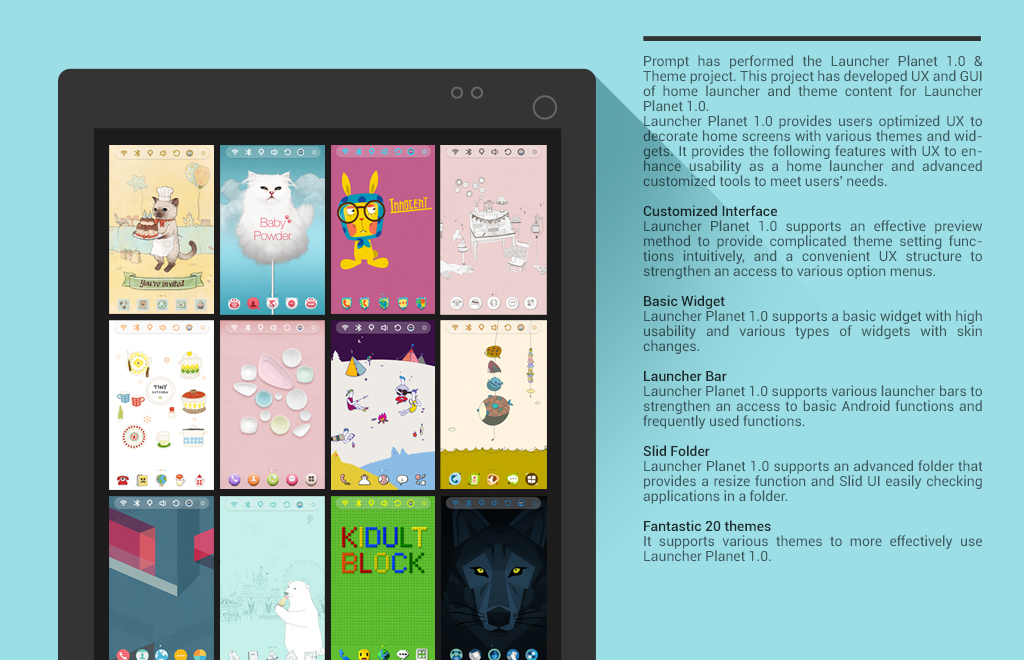 Prompt has performed the Launcher Planet 1.0 &
Theme project. This project has developed UX and GUI
of home launcher and theme content for Launcher
Planet 1.0.
Launcher Planet 1.0 provides users optimized UX to
decorate home screens with various themes and wid-
gets. It provides the following features with UX to en-
hance usability as a home launcher and advanced
customized tools to meet users' needs.
Customized Interface
Launcher Planet 1.0 supports an effective preview
method to provide complicated theme setting func-
tions intuitively, and a convenient UX structure to
strengthen an access to various option menus.
Basic Widget
Launcher Planet 1.0 supports a basic widget with high
usability and various types of widgets with skin
changes.
Launcher Bar
Launcher Planet 1.0 supports various launcher bars to
strengthen an access to basic Android functions and
frequently used functions.
Slid Folder
Launcher Planet 1.0 supports an advanced folder that
provides a resize function and Slid UI easily checking
applications in a folder.
Fantastic 20 themes
It supports various themes to more effectively use
Launcher Planet 1.0.
You're invited
Baby
Powder
INNOCENT
TINY
KITCHEN
KIDULT
BLOCK